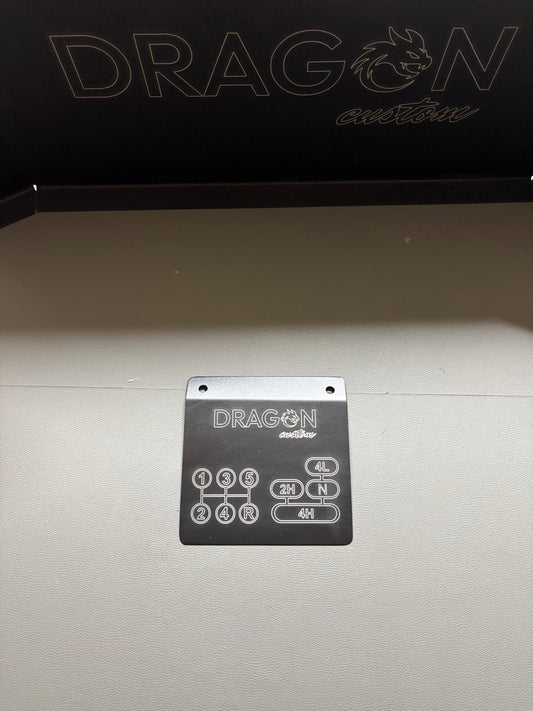 DRAGON
custom
DRAGON
custom
1 3 5
2 4 R
4L
2H N
4H